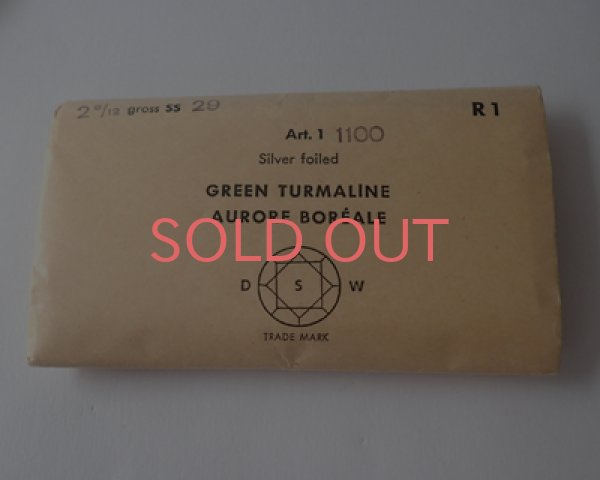 2 0/12 gross SS 29
R1
Art. 1 1100
Silver foiled
GREEN TURMALINE
AURORE BORÉALE
SOLD OUT
D S W
TRADE MARK